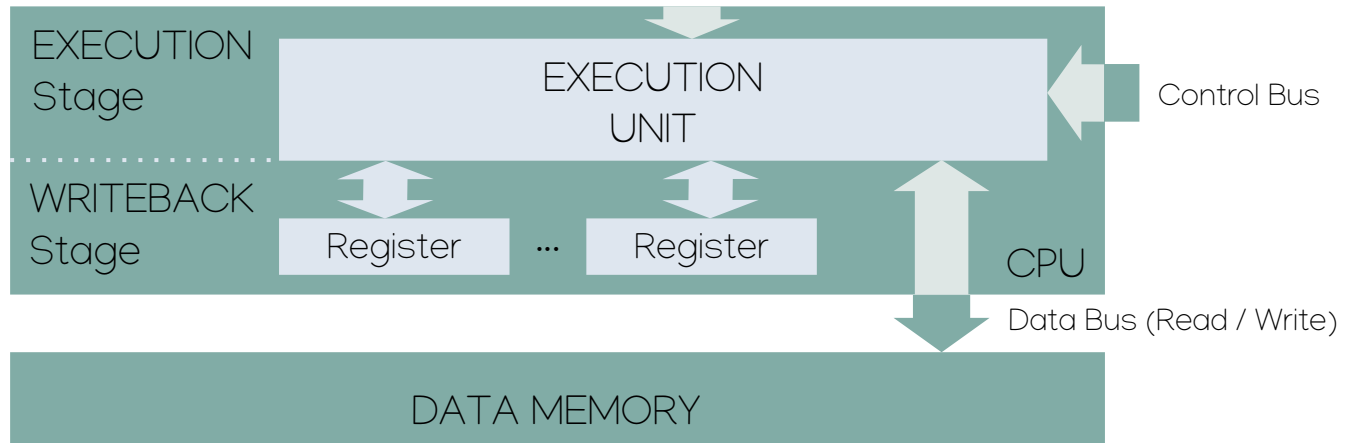 EXECUTION
Stage
EXECUTION
UNIT
Control Bus
WRITEBACK
Stage
Register
...
Register
CPU
Data Bus (Read / Write)
DATA MEMORY